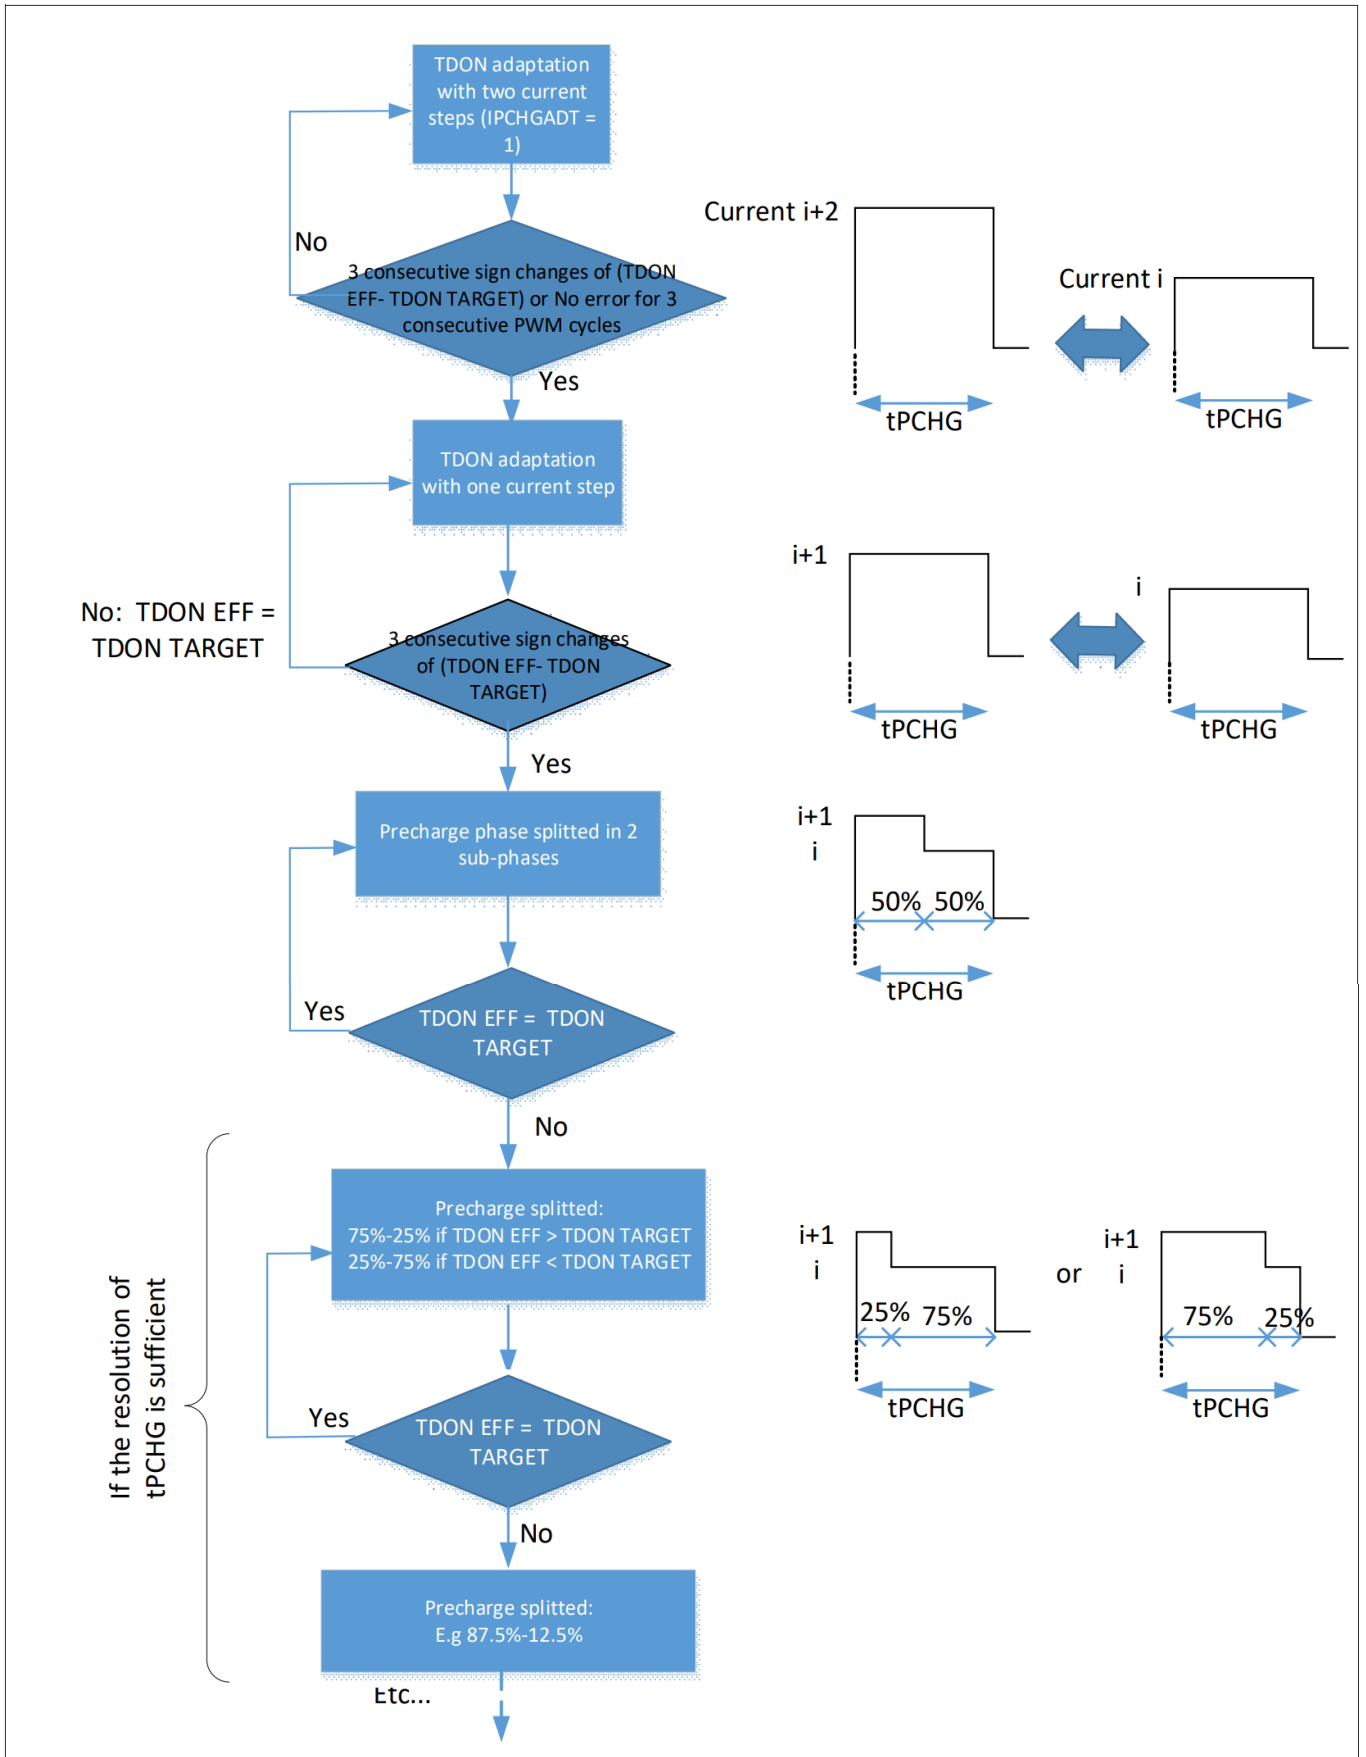 TDON adaptation
with two current
steps (IPCHGADT =
1)
No
3 consecutive sign changes of (TDON
EFF- TDON TARGET) or No error for 3
consecutive PWM cycles
Yes
Current i+2
tPCHG
Current i
tPCHG
TDON adaptation
with one current step
No:  TDON EFF =
TDON TARGET
3 consecutive sign changes
of (TDON EFF- TDON
TARGET)
Yes
i+1
tPCHG
i
tPCHG
Precharge phase splitted in 2
sub-phases
i+1
i
50% 50%
tPCHG
Yes
TDON EFF =  TDON
TARGET
No
If the resolution of
tPCHG is sufficient
Precharge splitted:
75%-25% if TDON EFF > TDON TARGET
25%-75% if TDON EFF < TDON TARGET
i+1
i
25% 75%
tPCHG
or
i+1
i
75% 25%
tPCHG
Yes
TDON EFF =  TDON
TARGET
No
Precharge splitted:
E.g 87.5%-12.5%
Etc...